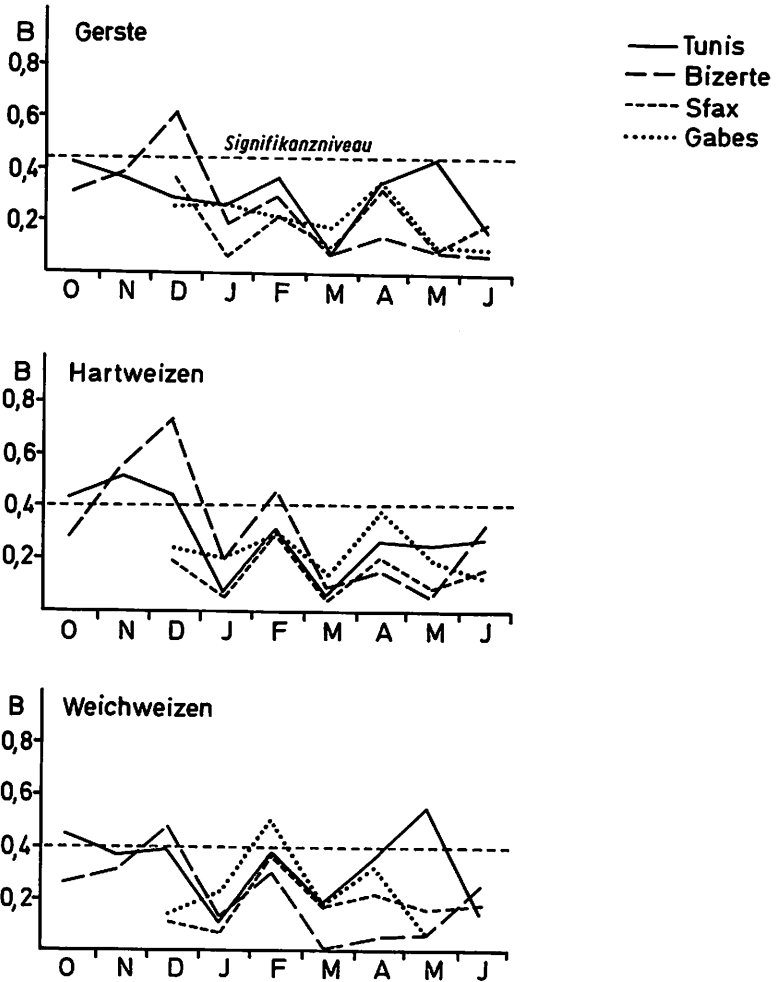 B Gerste
0,8
0,6
0,4
0,2
Signifikanzniveau
O N D J F M A M J
Tunis
Bizerte
Sfax
Gabes
B Hartweizen
0,8
0,6
0,4
0,2
O N D J F M A M J
B Weichweizen
0,8
0,6
0,4
0,2
O N D J F M A M J